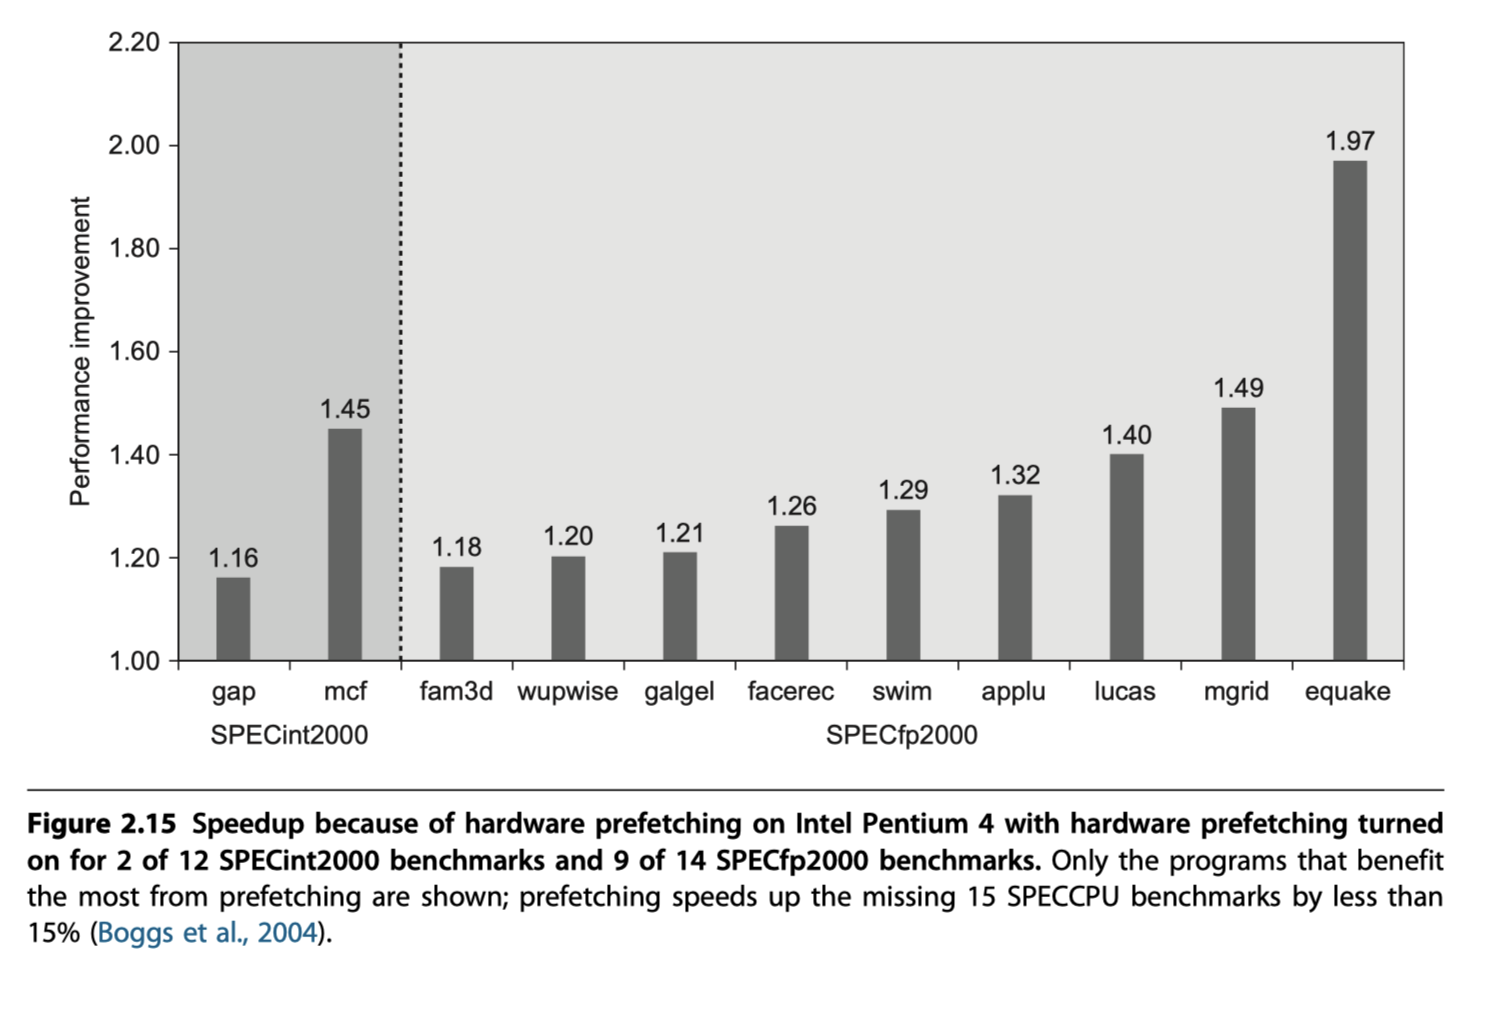 2.20
2.00
1.80
1.60
1.40
1.20
1.00
Performance improvement
1.16
1.45
1.18
1.20
1.21
1.26
1.29
1.32
1.40
1.49
1.97
gap mcf fam3d wupwise galgel facerec swim applu lucas mgrid equake
SPECint2000 SPECfp2000
Figure 2.15 Speedup because of hardware prefetching on Intel Pentium 4 with hardware prefetching turned
on for 2 of 12 SPECint2000 benchmarks and 9 of 14 SPECfp2000 benchmarks. Only the programs that benefit
the most from prefetching are shown; prefetching speeds up the missing 15 SPECCPU benchmarks by less than
15% (Boggs et al., 2004).